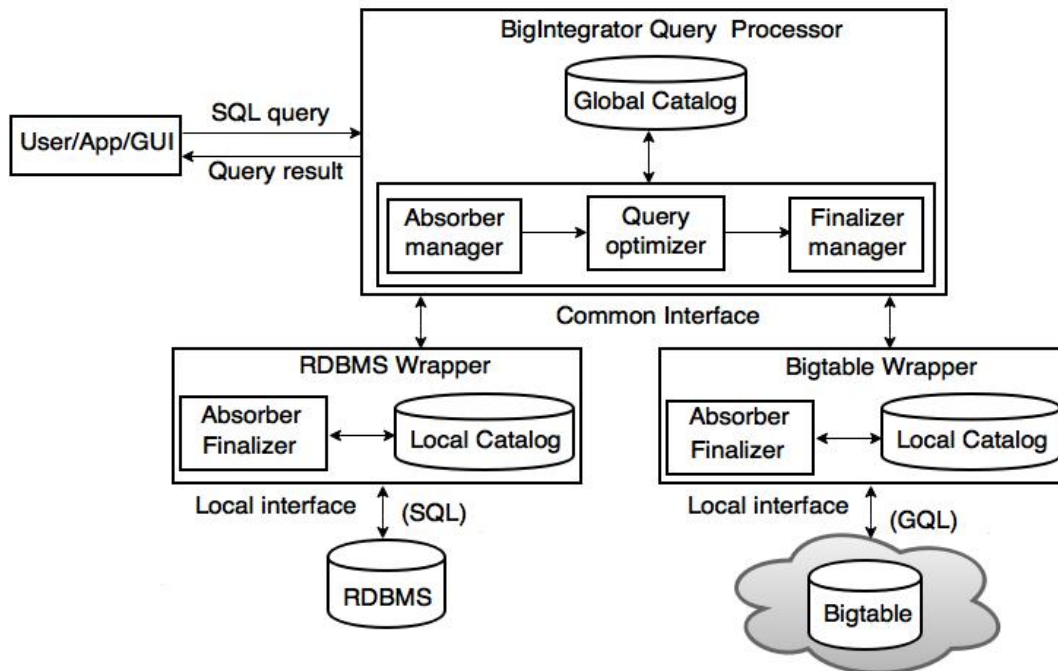 BigIntegrator Query Processor
Global Catalog
SQL query
User/App/GUI
Query result
Absorber
manager
Query
optimizer
Finalizer
manager
Common Interface
RDBMS Wrapper
Absorber
Finalizer
Local Catalog
Bigtable Wrapper
Absorber
Finalizer
Local Catalog
Local interface
(SQL)
RDBMS
Local interface
(GQL)
Bigtable